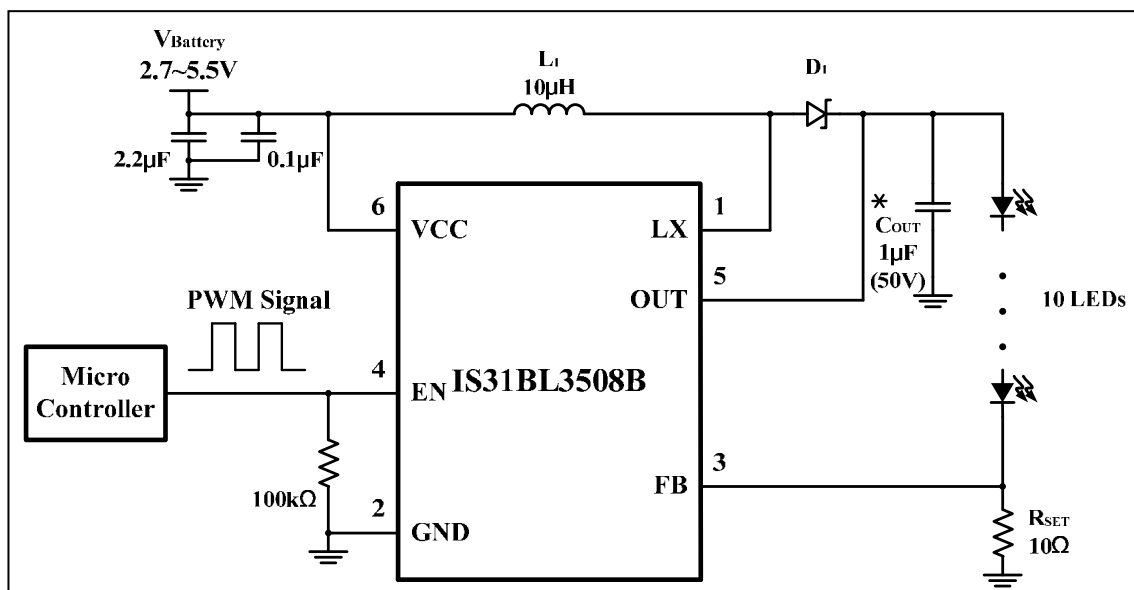 VBattery
2.7~5.5V
2.2μF
0.1μF
L1
10μH
D1
6
VCC
1
LX
5
OUT
*
COUT
1μF
(50V)
10 LEDs
PWM Signal
Micro
Controller
4
EN
IS31BL3508B
100kΩ
2
GND
3
FB
RSET
10Ω